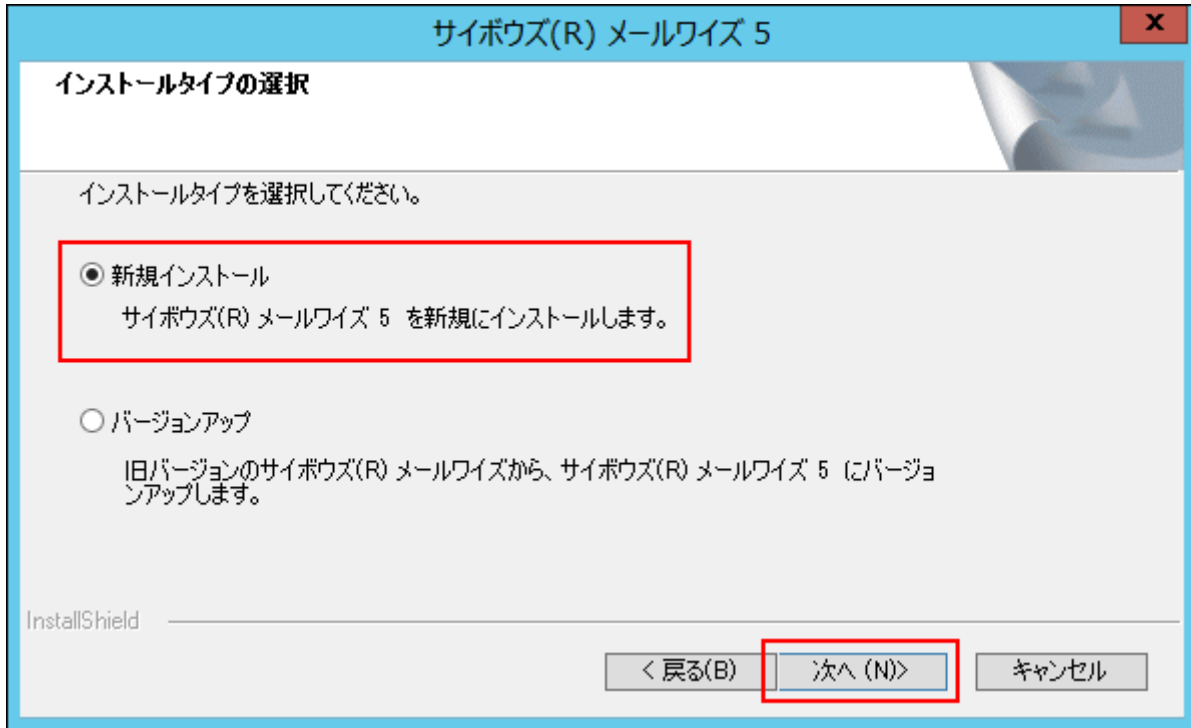 サイボウズ(R) メールワイズ 5
x
インストールタイプの選択
インストールタイプを選択してください。
新規インストール
サイボウズ(R) メールワイズ 5 を新規にインストールします。
バージョンアップ
旧バージョンのサイボウズ(R) メールワイズから、サイボウズ(R) メールワイズ 5 にバージョ
ンアップします。
InstallShield
< 戻る(B) 次へ (N)> キャンセル